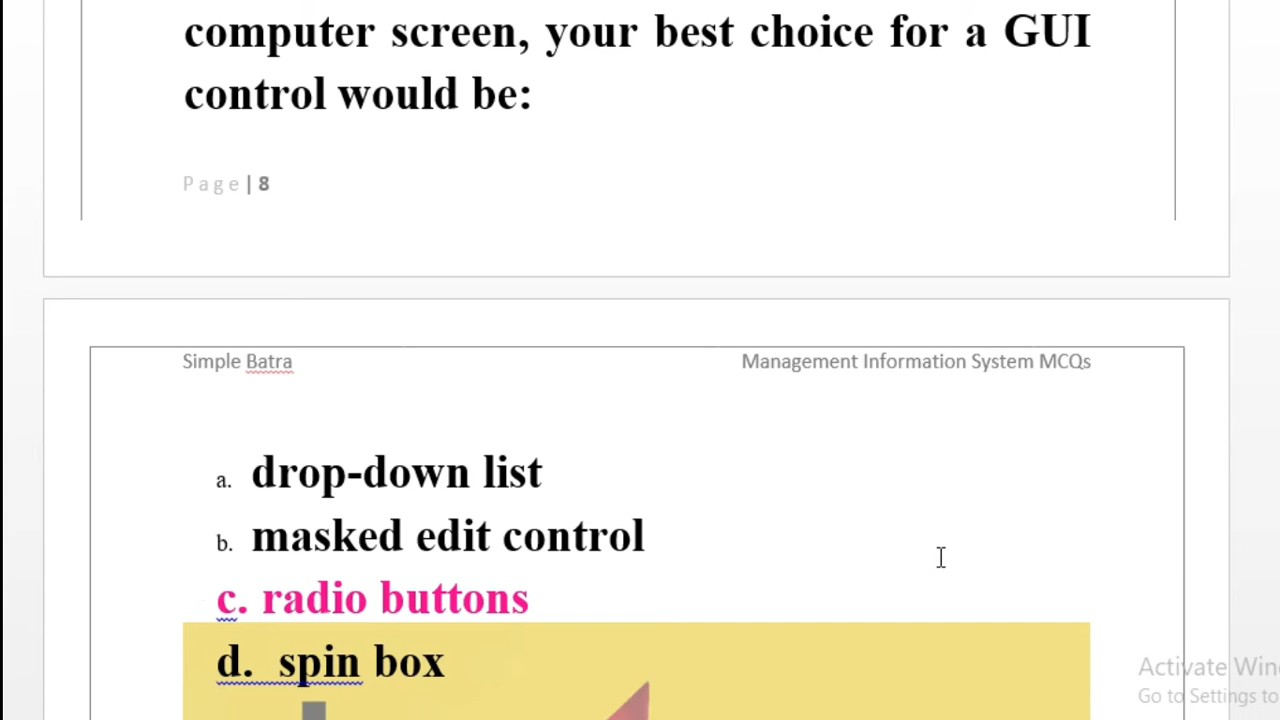 computer screen, your best choice for a GUI
control would be:
Page | 8
Simple Batra Management Information System MCQs
a. drop-down list
b. masked edit control
c. radio buttons
d. spin box
Activate Win
Go to Settings to